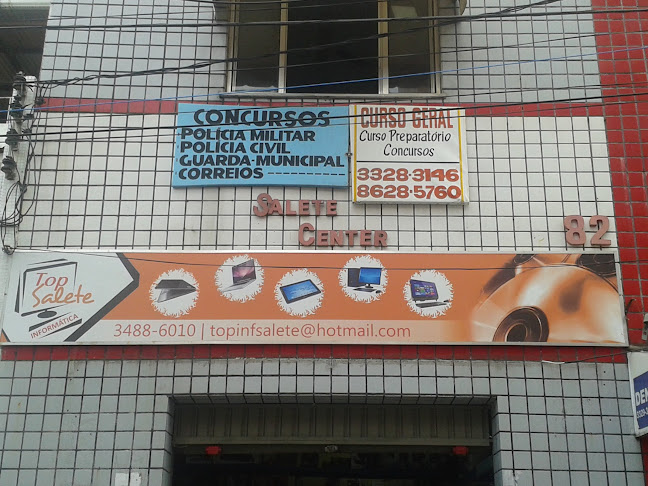 CONCURSOS
POLÍCIA MILITAR
POLÍCIA CIVIL
GUARDA-MUNICIPAL
CORREIOS
CURSO GERAL
Curso Preparatório
Concursos
3328-3146
8628-5760
SALETE
CENTER
82
Top
Salete
INFORMÁTICA
3488-6010 | topinfsalete@hotmail.com